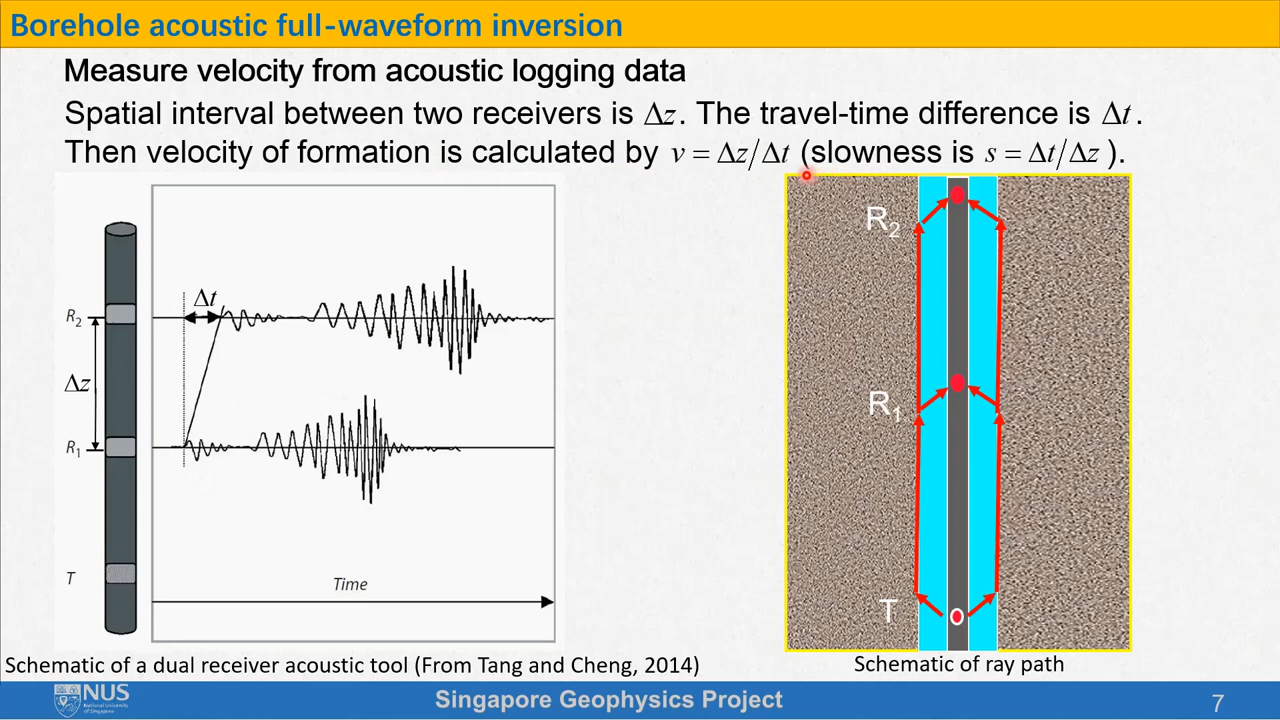 Borehole acoustic full-waveform inversion
Measure velocity from acoustic logging data
Spatial interval between two receivers is Δz. The travel-time difference is Δt.
Then velocity of formation is calculated by v = Δz/Δt (slowness is s = Δt/Δz ).
R₂
Δz
R₁
T
Δt
Time
R₂
R₁
T
Schematic of a dual receiver acoustic tool (From Tang and Cheng, 2014)
Schematic of ray path
NUS
National University
of Singapore
Singapore Geophysics Project
7